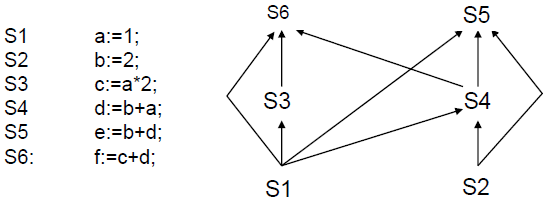 S1 a:=1;
S2 b:=2;
S3 c:=a*2;
S4 d:=b+a;
S5 e:=b+d;
S6: f:=c+d;
S6 S5
S3 S4
S1 S2